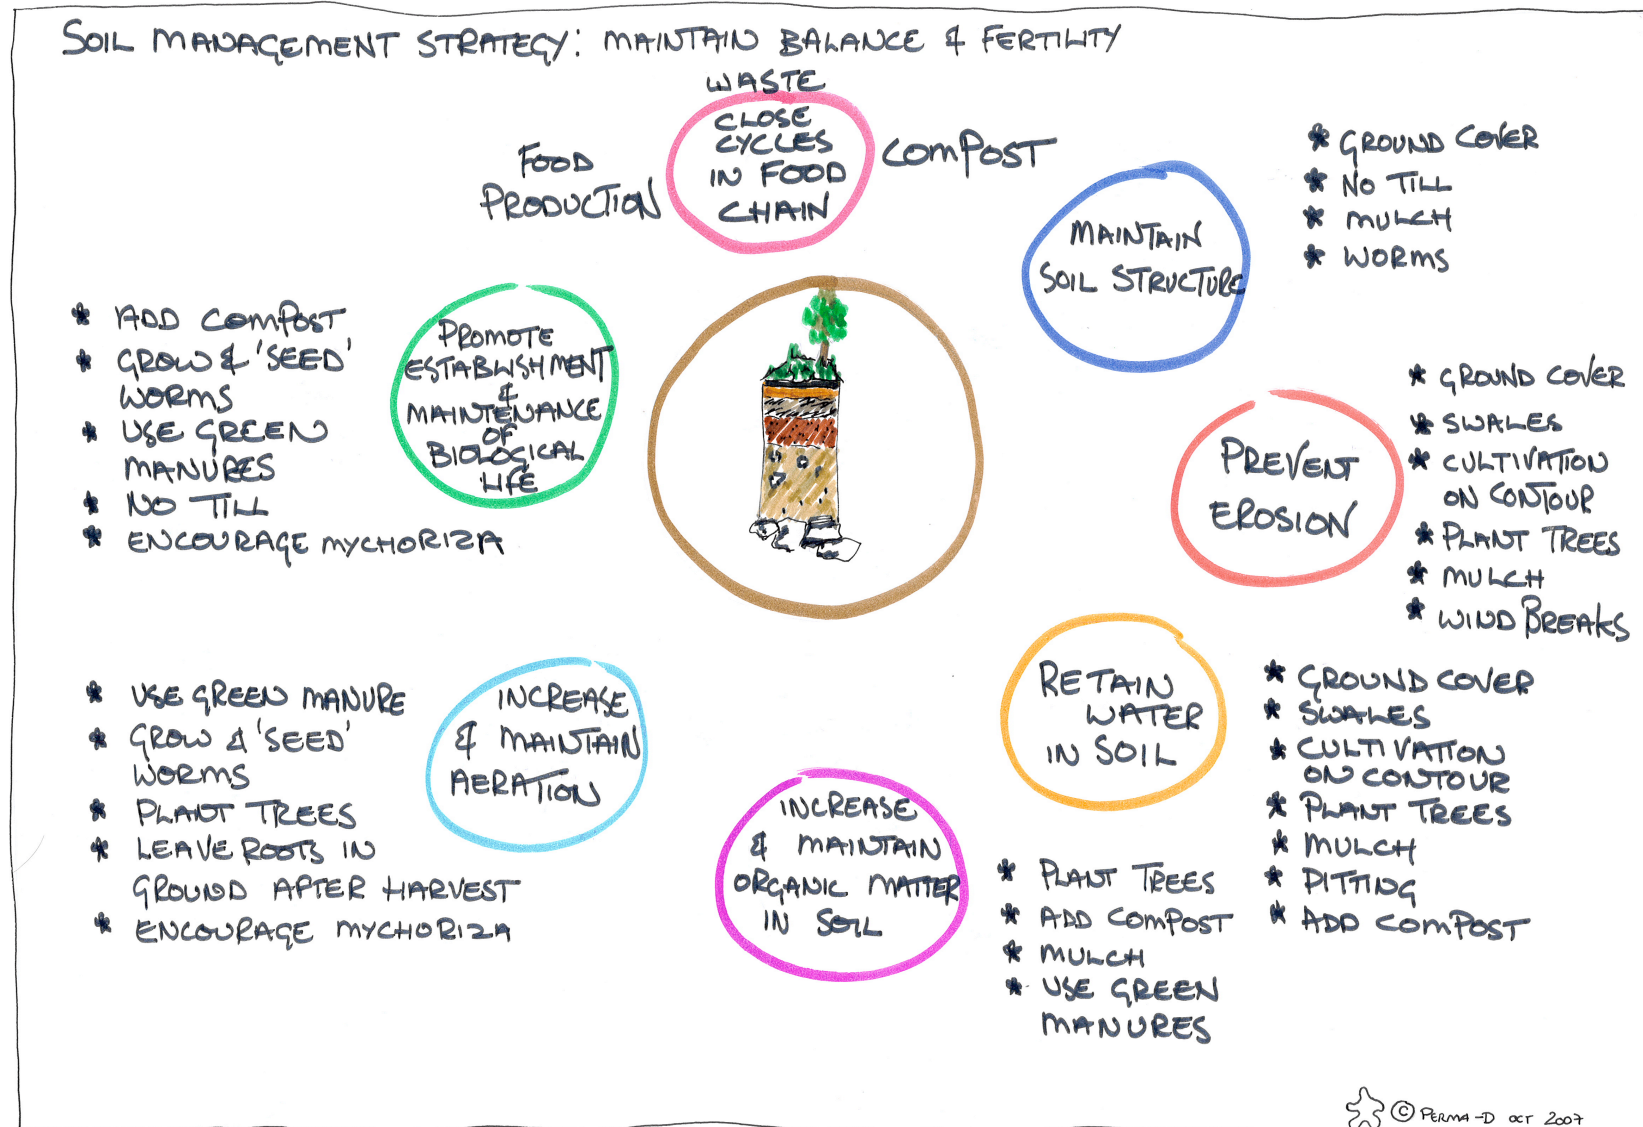 SOIL MANAGEMENT STRATEGY: MAINTAIN BALANCE & FERTILITY
WASTE
CLOSE
CYCLES
IN FOOD
CHAIN
FOOD
PRODUCTION
COMPOST
MAINTAIN
SOIL STRUCTURE
* GROUND COVER
* NO TILL
* MULCH
* WORMS
PREVENT
EROSION
* GROUND COVER
* SWALES
* CULTIVATION
ON CONTOUR
* PLANT TREES
* MULCH
* WIND BREAKS
RETAIN
WATER
IN SOIL
* GROUND COVER
* SWALES
* CULTIVATION
ON CONTOUR
* PLANT TREES
* MULCH
* PITTING
* ADD COMPOST
INCREASE
& MAINTAIN
ORGANIC MATTER
IN SOIL
* PLANT TREES
* ADD COMPOST
* MULCH
* USE GREEN
MANURES
INCREASE
& MAINTAIN
AERATION
* USE GREEN MANURE
* GROW & 'SEED'
WORMS
* PLANT TREES
* LEAVE ROOTS IN
GROUND AFTER HARVEST
* ENCOURAGE MYCHORIZA
PROMOTE
ESTABLISHMENT
&
MAINTENANCE
OF
BIOLOGICAL
LIFE
* ADD COMPOST
* GROW & 'SEED'
WORMS
* USE GREEN
MANURES
* NO TILL
* ENCOURAGE MYCHORIZA
© PERMA-D OCT 2007